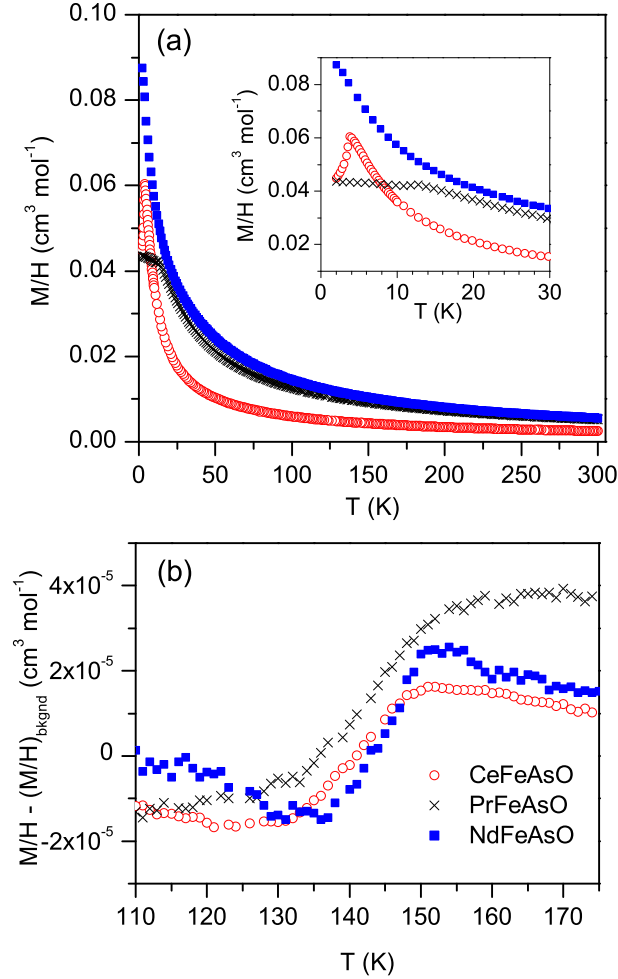 (a)
M/H (cm³ mol⁻¹)
0.10
0.08
0.06
0.04
0.02
0.00
0 50 100 150 200 250 300
T (K)
M/H (cm³ mol⁻¹)
0.08
0.06
0.04
0.02
0 10 20 30
T (K)
(b)
M/H - (M/H)bkgnd (cm³ mol⁻¹)
4x10⁻⁵
2x10⁻⁵
0
-2x10⁻⁵
CeFeAsO
PrFeAsO
NdFeAsO
110 120 130 140 150 160 170
T (K)